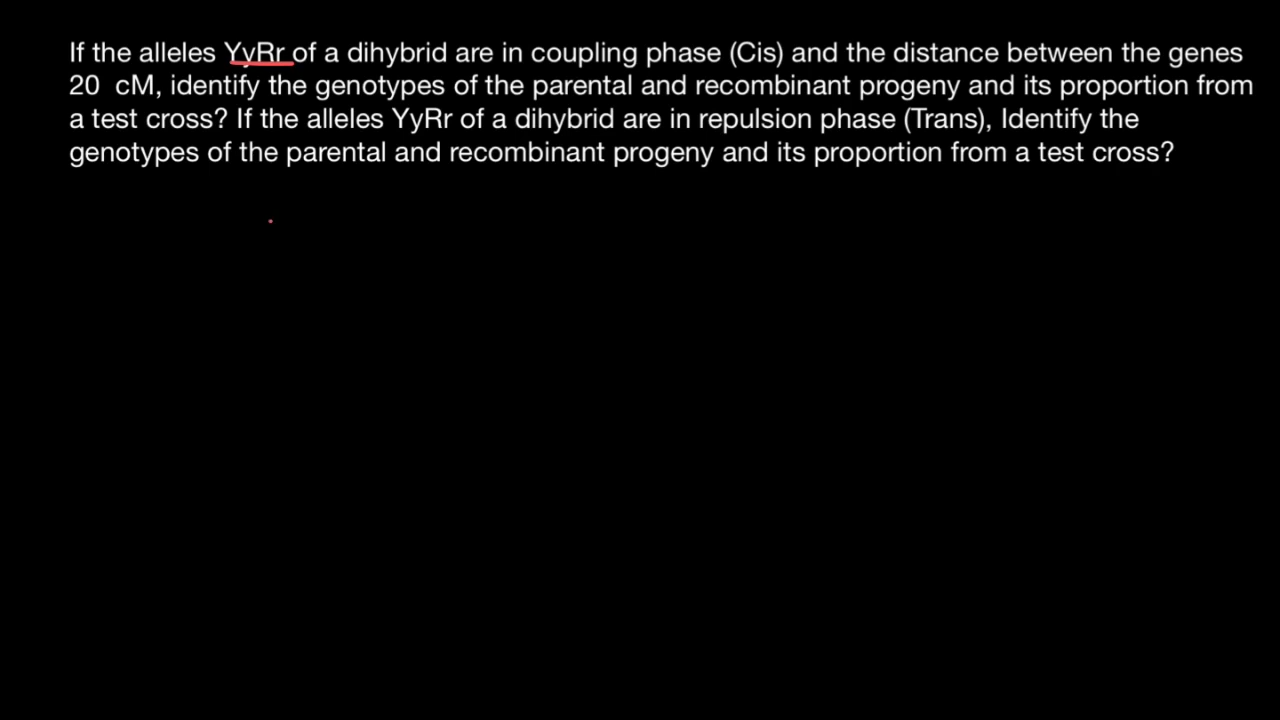 If the alleles YyRr of a dihybrid are in coupling phase (Cis) and the distance between the genes
20 cM, identify the genotypes of the parental and recombinant progeny and its proportion from
a test cross? If the alleles YyRr of a dihybrid are in repulsion phase (Trans), Identify the
genotypes of the parental and recombinant progeny and its proportion from a test cross?